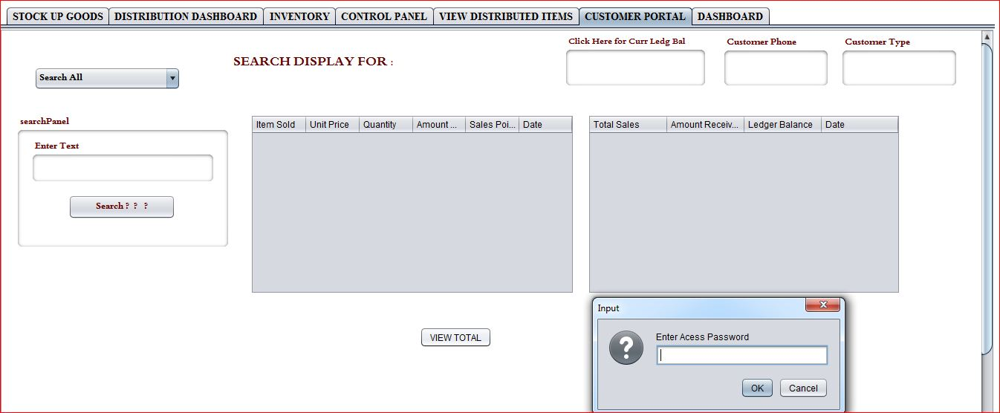 STOCK UP GOODS DISTRIBUTION DASHBOARD INVENTORY CONTROL PANEL VIEW DISTRIBUTED ITEMS CUSTOMER PORTAL DASHBOARD
Click Here for Curr Ledg Bal Customer Phone Customer Type
SEARCH DISPLAY FOR :
Search All
searchPanel
Enter Text
Search ? ? ?
Item Sold Unit Price Quantity Amount ... Sales Poi... Date
Total Sales Amount Receiv... Ledger Balance Date
VIEW TOTAL
Input
Enter Acess Password
OK Cancel